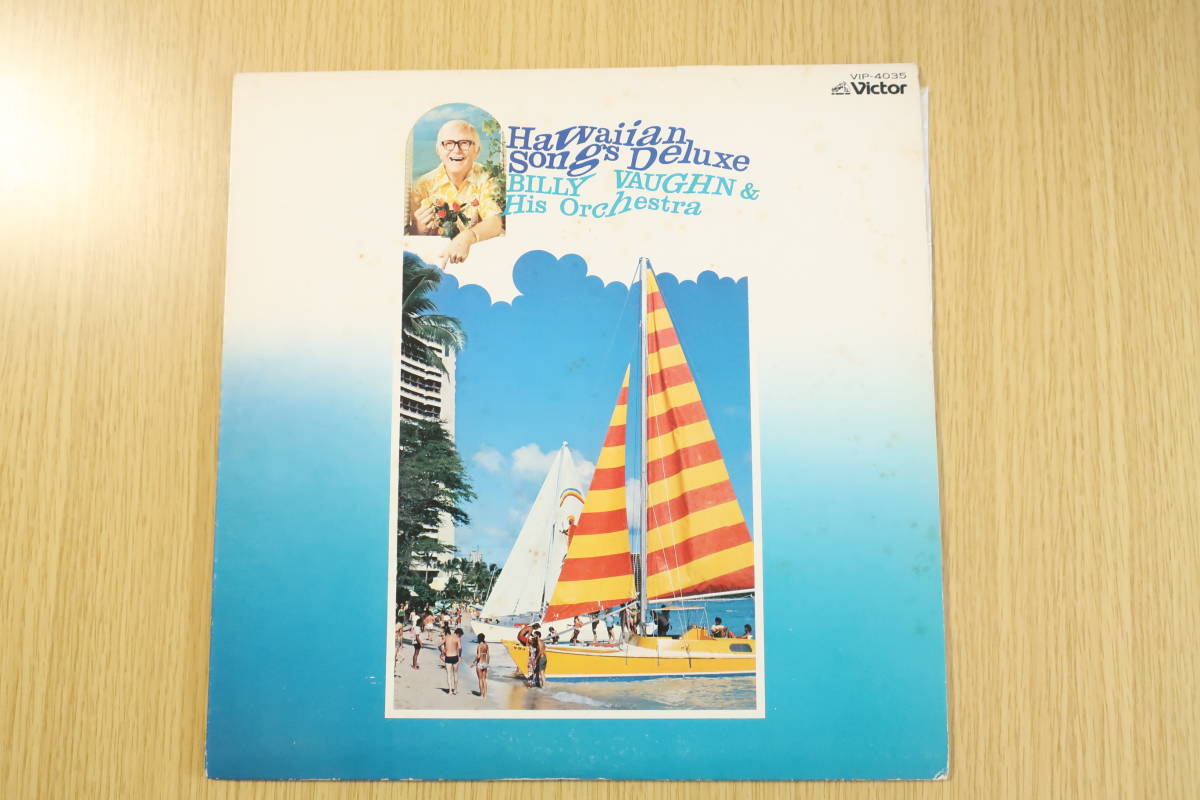 VIP-4035
Victor
Hawaiian
Songs Deluxe
BILLY VAUGHN &
His Orchestra